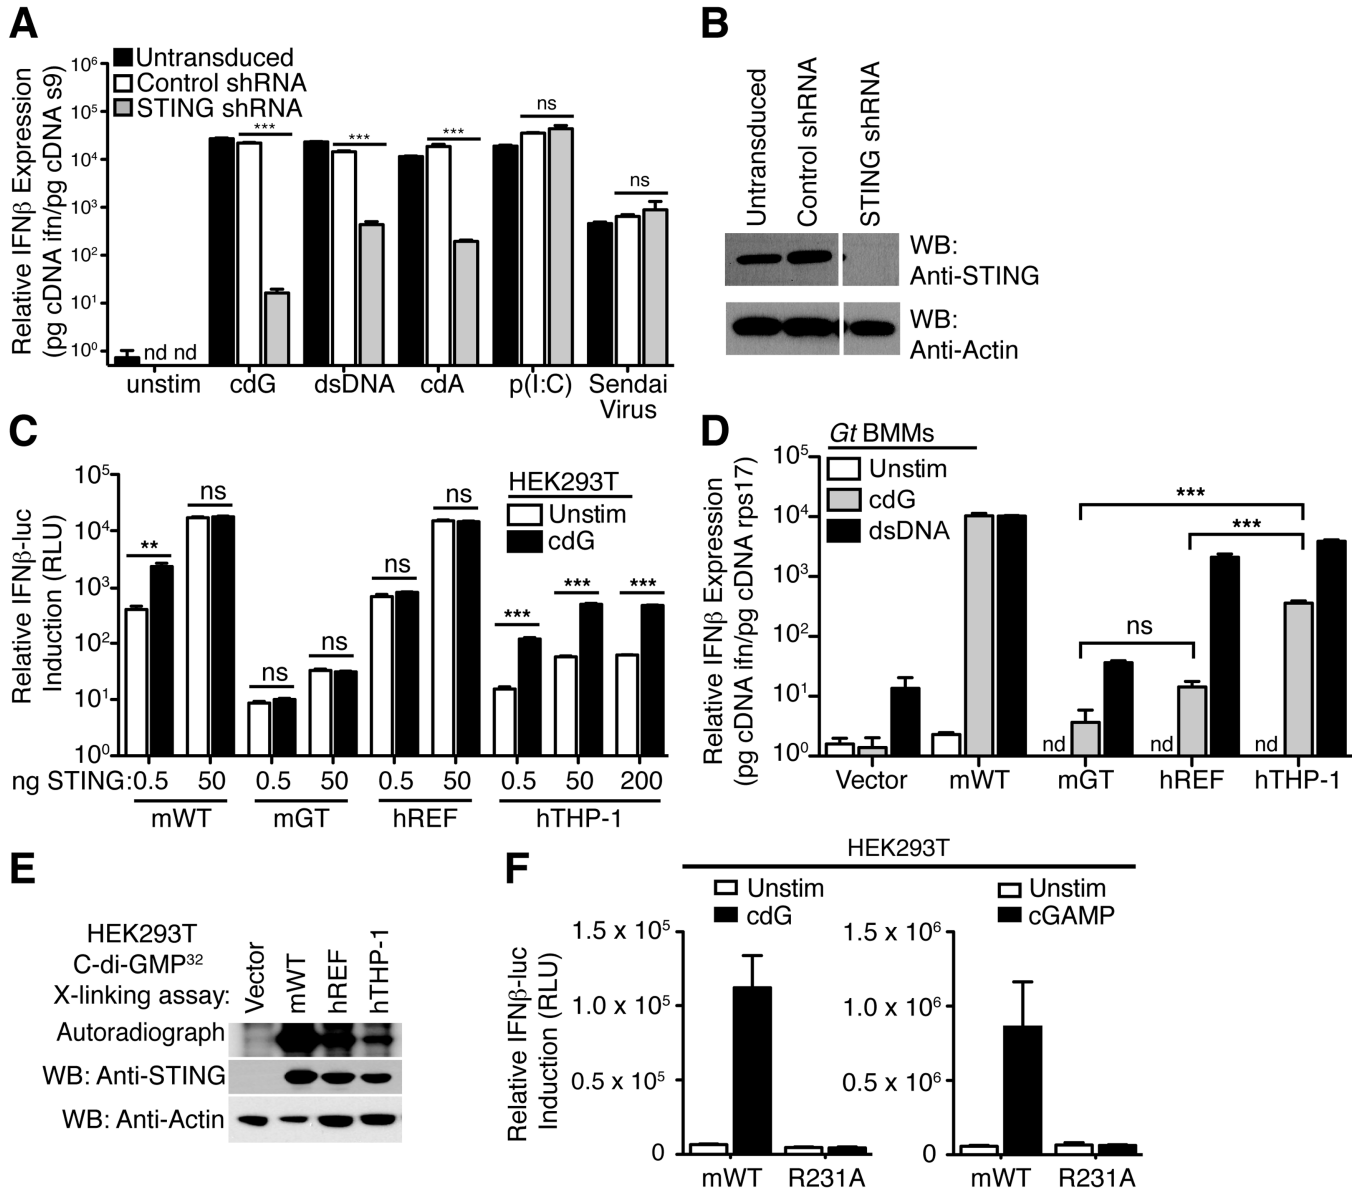 A
Relative IFNβ Expression
(pg cDNA ifn/pg cDNA s9)
Untransduced
Control shRNA
STING shRNA
10⁶
10⁵
10⁴
10³
10²
10¹
10⁰
nd nd
***
***
***
ns
ns
unstim
cdG
dsDNA
cdA
p(I:C)
Sendai
Virus
B
Untransduced
Control shRNA
STING shRNA
WB:
Anti-STING
WB:
Anti-Actin
C
Relative IFNβ-luc
Induction (RLU)
10⁵
10⁴
10³
10²
10¹
10⁰
HEK293T
Unstim
cdG
**
ns
ns
ns
ns
ns
***
***
***
ng STING: 0.5 50 0.5 50 0.5 50 0.5 50 200
mWT mGT hREF hTHP-1
D
Gt BMMs
Unstim
cdG
dsDNA
Relative IFNβ Expression
(pg cDNA ifn/pg cDNA rps17)
10⁵
10⁴
10³
10²
10¹
10⁰
***
***
ns
nd nd nd
Vector mWT mGT hREF hTHP-1
E
HEK293T
C-di-GMP³²
X-linking assay:
Vector
mWT
hREF
hTHP-1
Autoradiograph
WB: Anti-STING
WB: Anti-Actin
F
HEK293T
Unstim
cdG
Relative IFNβ-luc
Induction (RLU)
1.5 x 10⁵
1.0 x 10⁵
0.5 x 10⁵
0
mWT R231A
Unstim
cGAMP
1.5 x 10⁶
1.0 x 10⁶
0.5 x 10⁶
0
mWT R231A